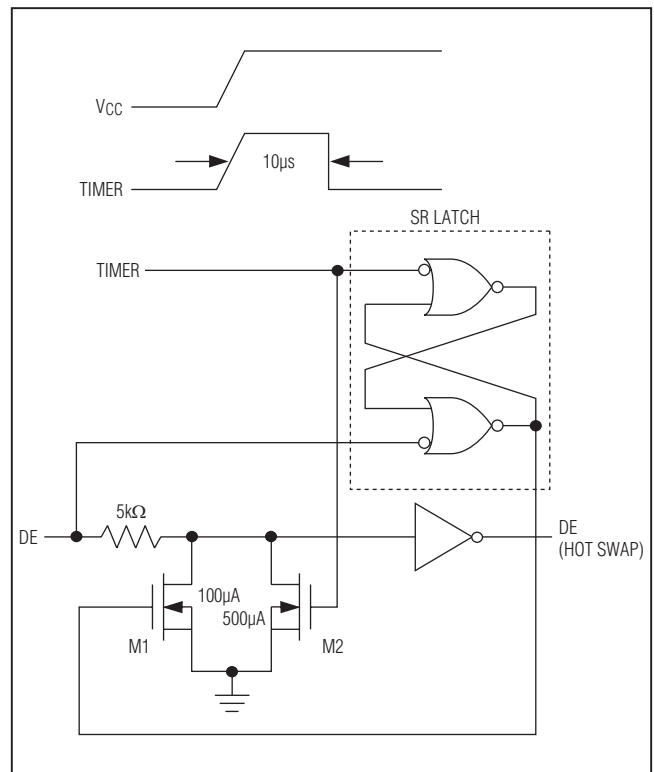 VCC
10µs
TIMER
SR LATCH
TIMER
5kΩ
DE
DE
(HOT SWAP)
100µA
500µA
M1
M2